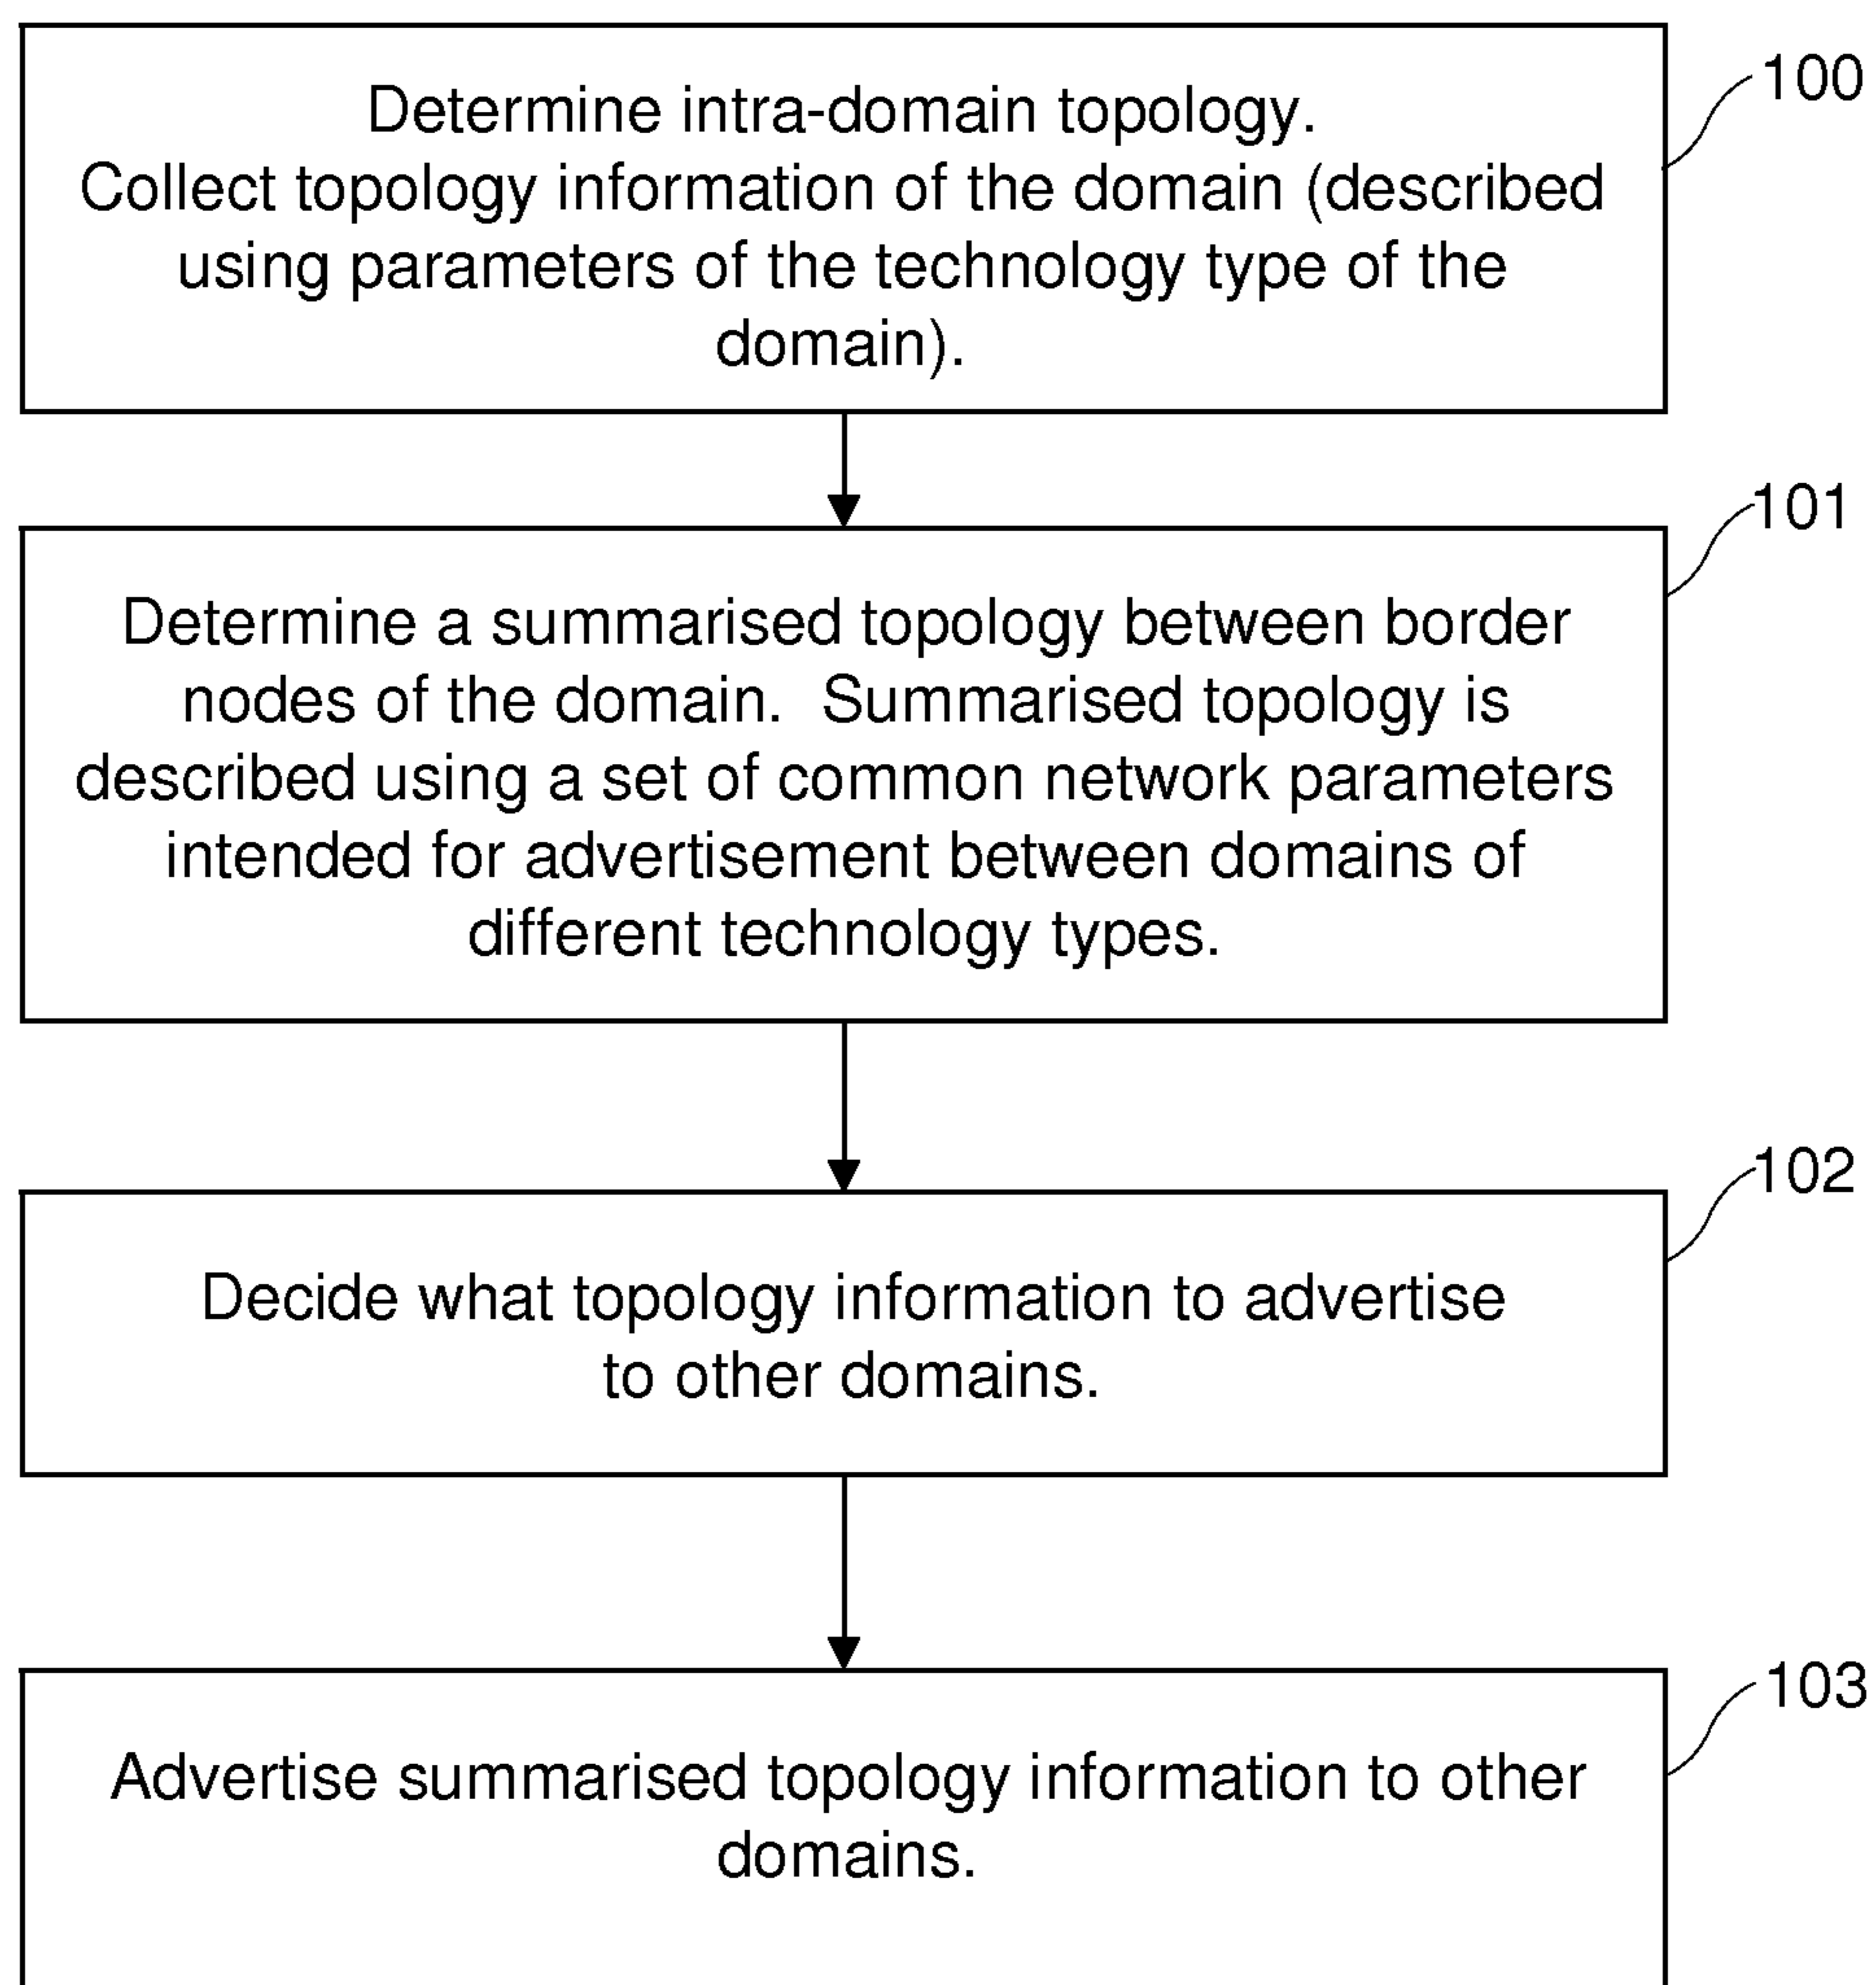 100
Determine intra-domain topology.
Collect topology information of the domain (described
using parameters of the technology type of the
domain).
101
Determine a summarised topology between border
nodes of the domain.  Summarised topology is
described using a set of common network parameters
intended for advertisement between domains of
different technology types.
102
Decide what topology information to advertise
to other domains.
103
Advertise summarised topology information to other
domains.